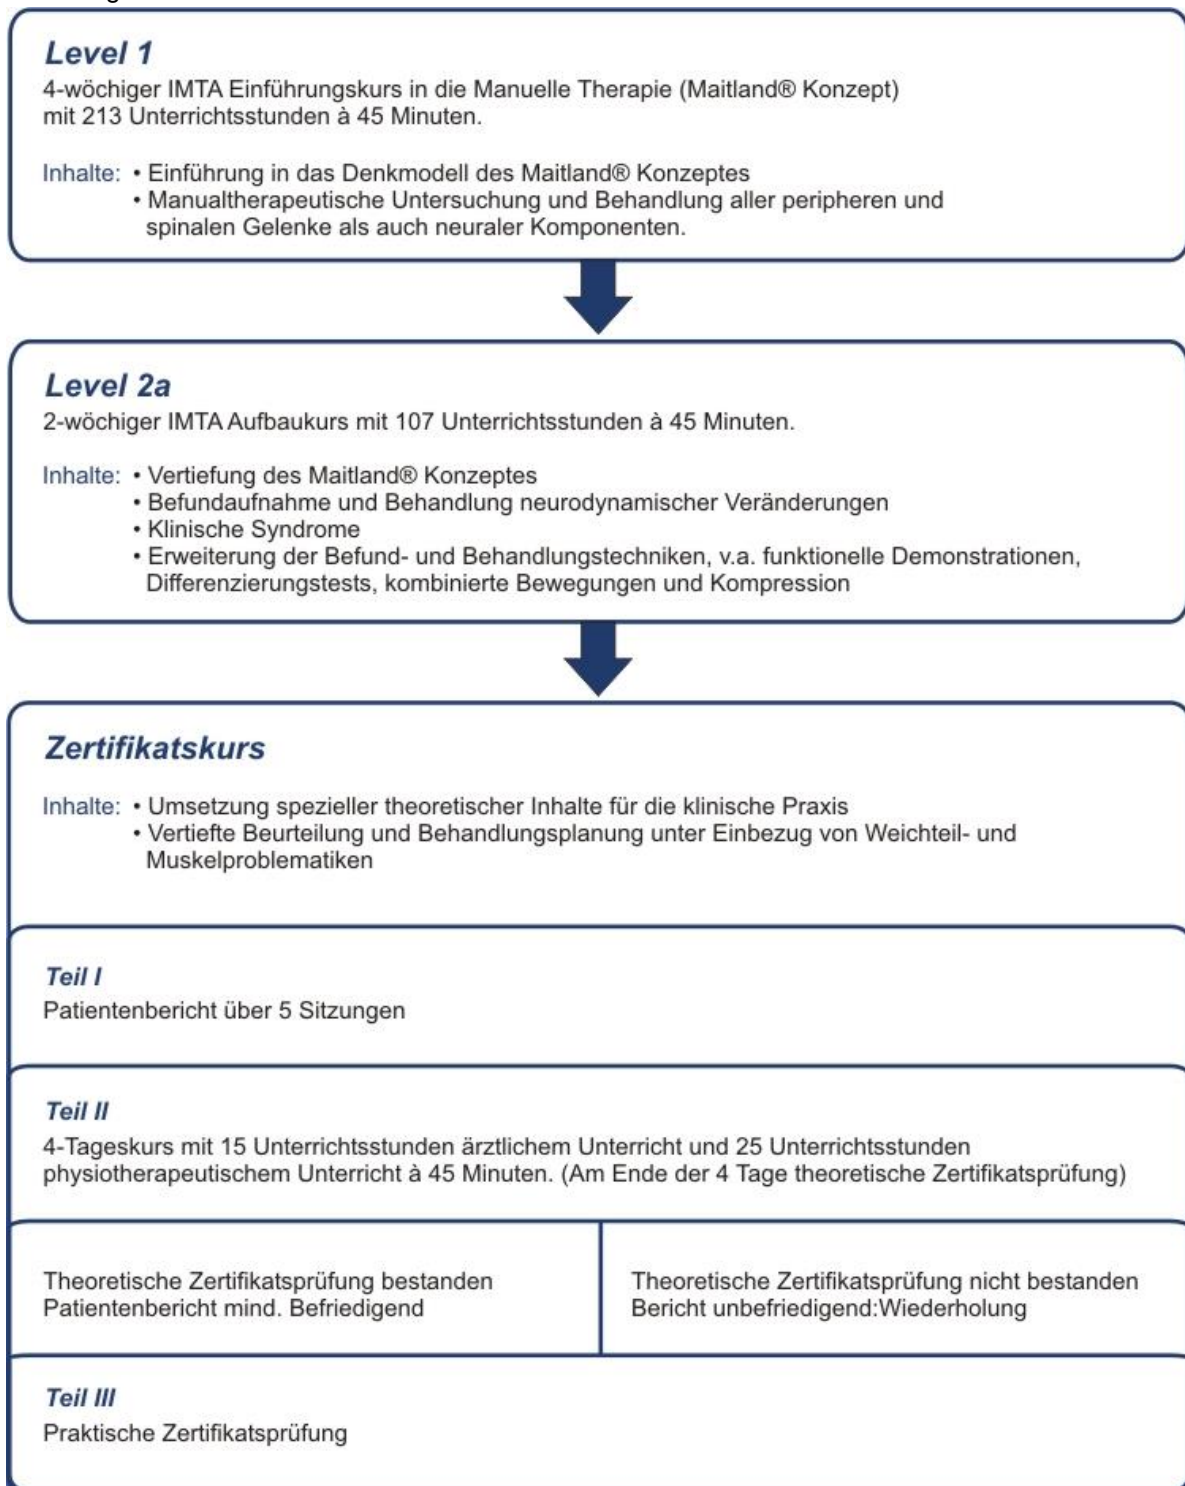 Level 1
4-wöchiger IMTA Einführungskurs in die Manuelle Therapie (Maitland® Konzept)
mit 213 Unterrichtsstunden à 45 Minuten.
Inhalte: • Einführung in das Denkmodell des Maitland® Konzeptes
• Manualtherapeutische Untersuchung und Behandlung aller peripheren und
spinalen Gelenke als auch neuraler Komponenten.
Level 2a
2-wöchiger IMTA Aufbaukurs mit 107 Unterrichtsstunden à 45 Minuten.
Inhalte: • Vertiefung des Maitland® Konzeptes
• Befundaufnahme und Behandlung neurodynamischer Veränderungen
• Klinische Syndrome
• Erweiterung der Befund- und Behandlungstechniken, v.a. funktionelle Demonstrationen,
Differenzierungstests, kombinierte Bewegungen und Kompression
Zertifikatskurs
Inhalte: • Umsetzung spezieller theoretischer Inhalte für die klinische Praxis
• Vertiefte Beurteilung und Behandlungsplanung unter Einbezug von Weichteil- und
Muskelproblematiken
Teil I
Patientenbericht über 5 Sitzungen
Teil II
4-Tageskurs mit 15 Unterrichtsstunden ärztlichem Unterricht und 25 Unterrichtsstunden
physiotherapeutischem Unterricht à 45 Minuten. (Am Ende der 4 Tage theoretische Zertifikatsprüfung)
Theoretische Zertifikatsprüfung bestanden
Patientenbericht mind. Befriedigend
Theoretische Zertifikatsprüfung nicht bestanden
Bericht unbefriedigend:Wiederholung
Teil III
Praktische Zertifikatsprüfung